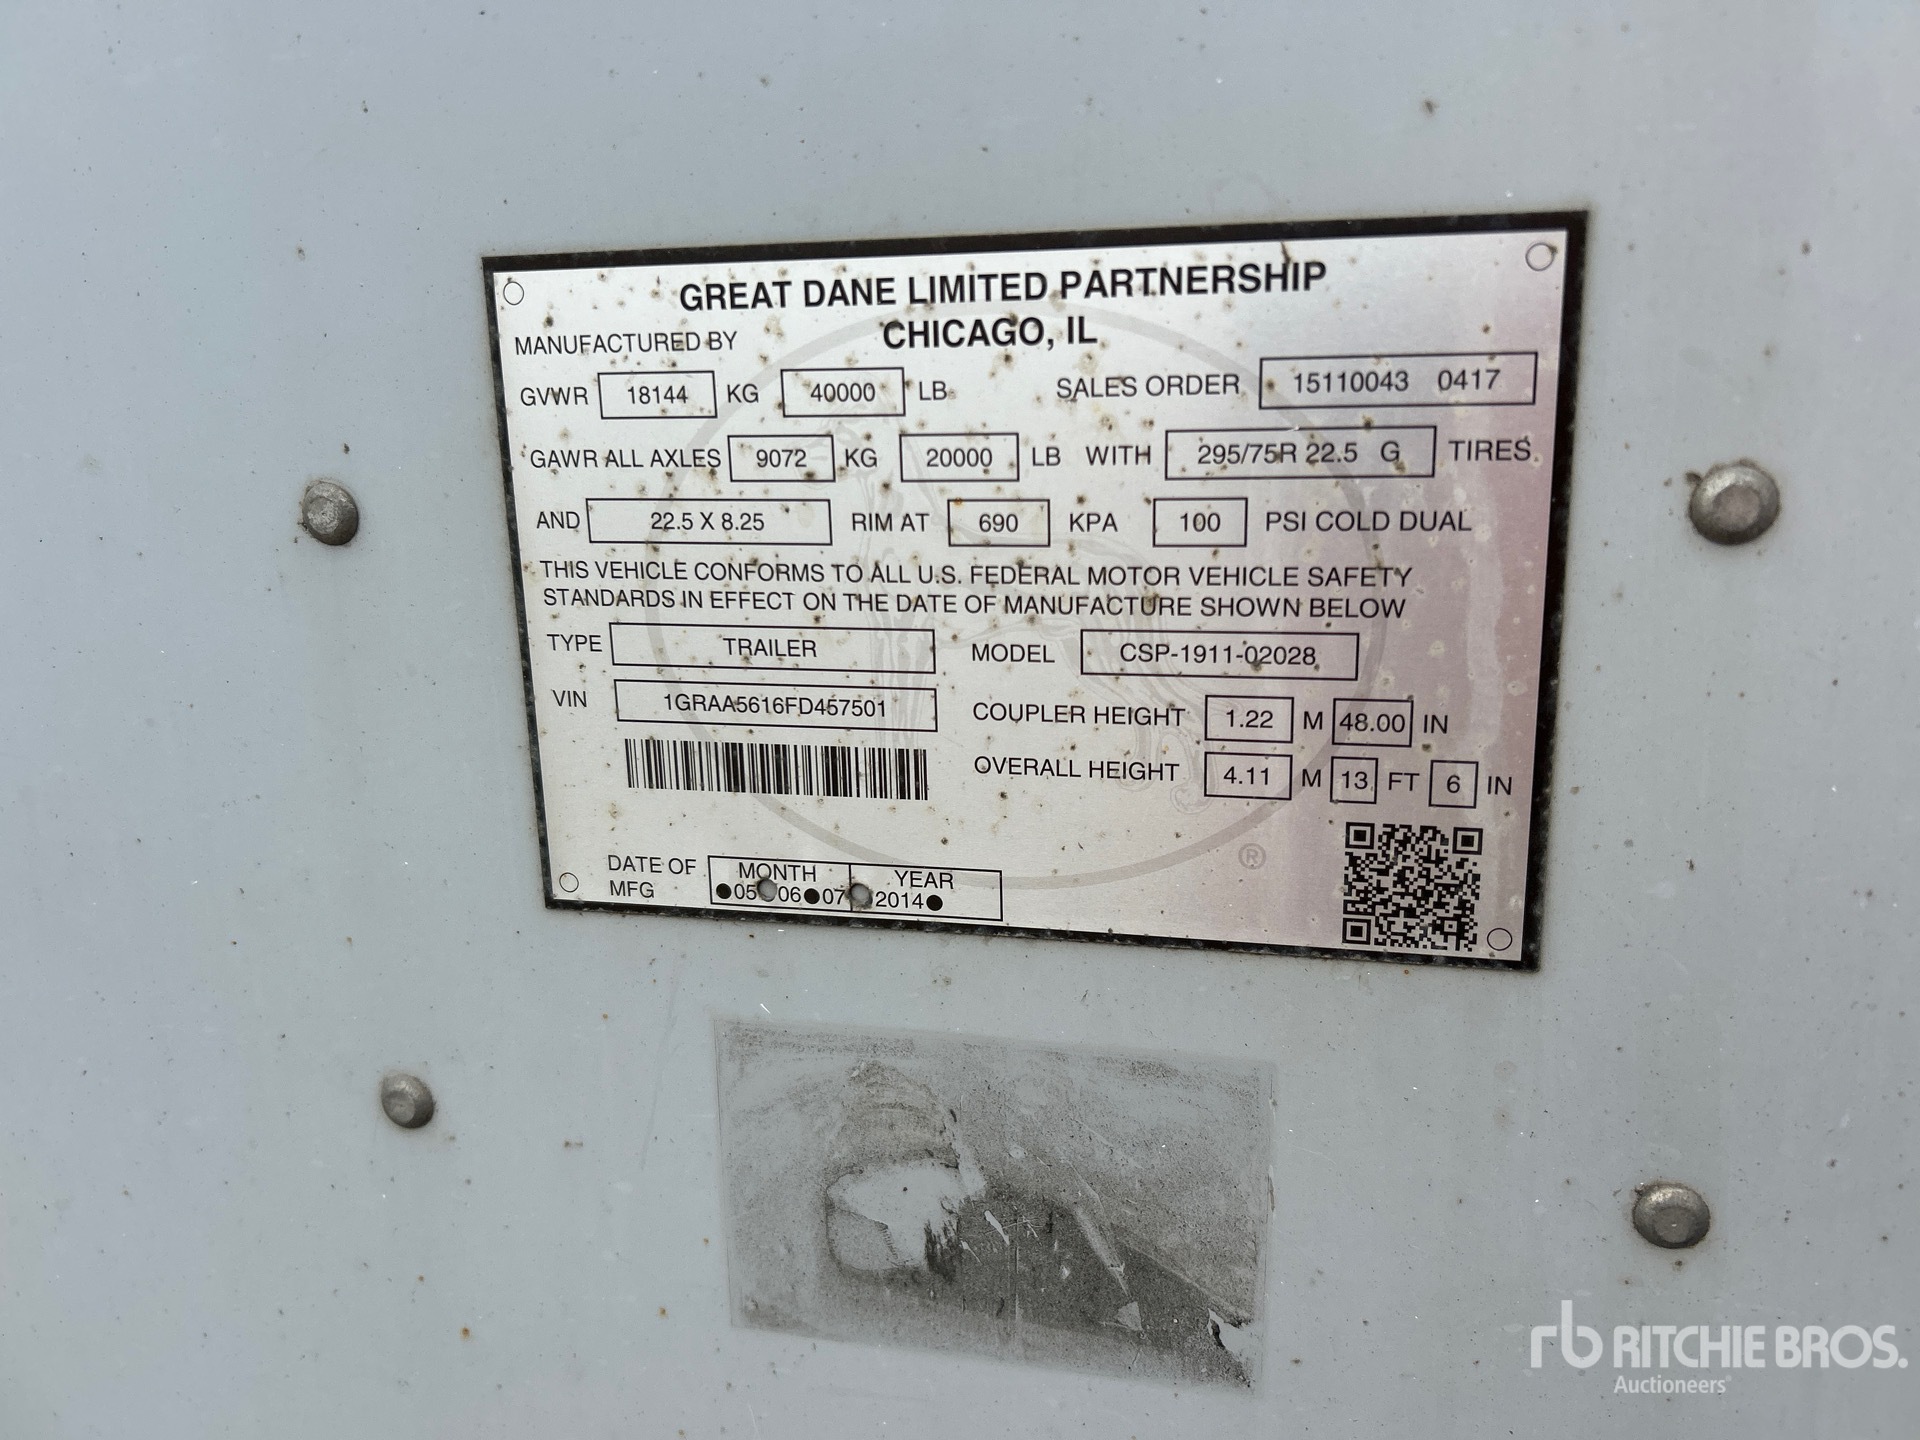 GREAT DANE LIMITED PARTNERSHIP
MANUFACTURED BY CHICAGO, IL
GVWR 18144 KG 40000 LB SALES ORDER 15110043 0417
GAWR ALL AXLES 9072 KG 20000 LB WITH 295/75R 22.5 G TIRES
AND 22.5 X 8.25 RIM AT 690 KPA 100 PSI COLD DUAL
THIS VEHICLE CONFORMS TO ALL U.S. FEDERAL MOTOR VEHICLE SAFETY
STANDARDS IN EFFECT ON THE DATE OF MANUFACTURE SHOWN BELOW
TYPE TRAILER MODEL CSP-1911-02028
VIN 1GRAA5616FD457501 COUPLER HEIGHT 1.22 M 48.00 IN
OVERALL HEIGHT 4.11 M 13 FT 6 IN
®
DATE OF MFG MONTH YEAR
●05 06●07 2014●
rb RITCHIE BROS.
Auctioneers